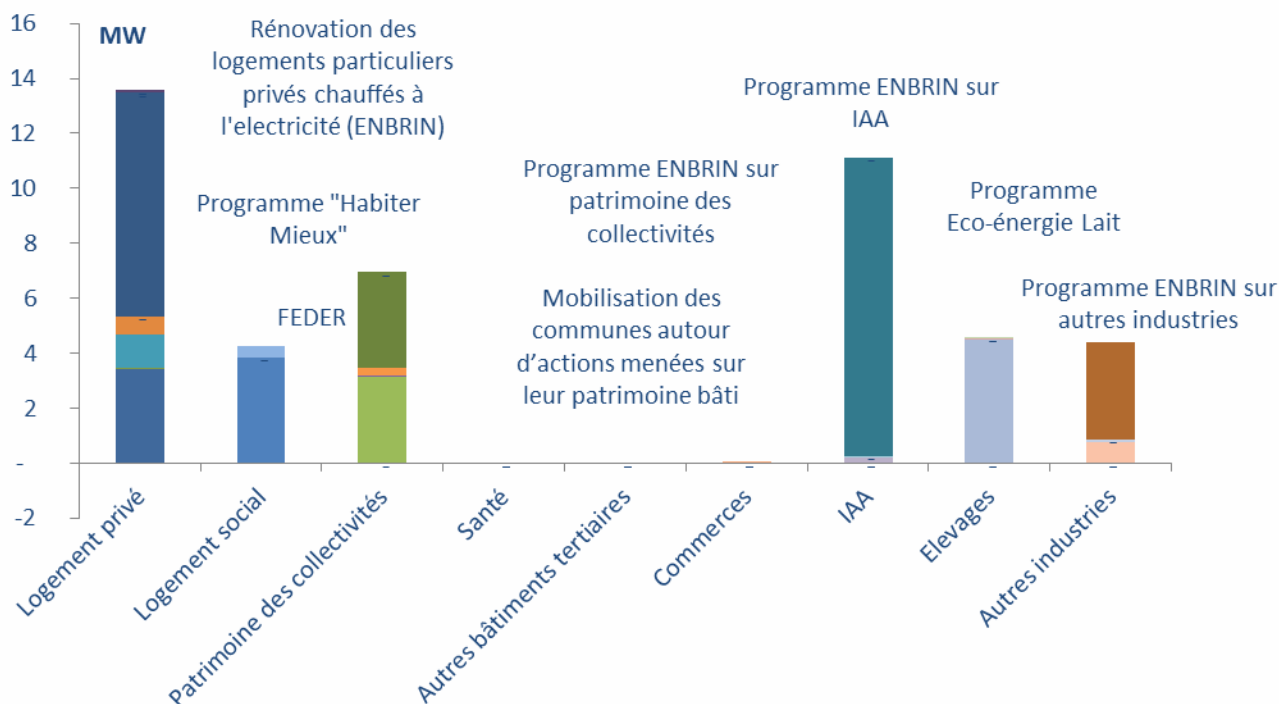 16
14
12
10
8
6
4
2
-
-2
MW
Rénovation des
logements particuliers
privés chauffés à
l'electricité (ENBRIN)
Programme "Habiter
Mieux"
FEDER
Programme ENBRIN sur
patrimoine des
collectivités
Mobilisation des
communes autour
d’actions menées sur
leur patrimoine bâti
Programme ENBRIN sur
IAA
Programme
Eco-énergie Lait
Programme ENBRIN sur
autres industries
Logement privé
Logement social
Patrimoine des collectivités
Santé
Autres bâtiments tertiaires
Commerces
IAA
Elevages
Autres industries